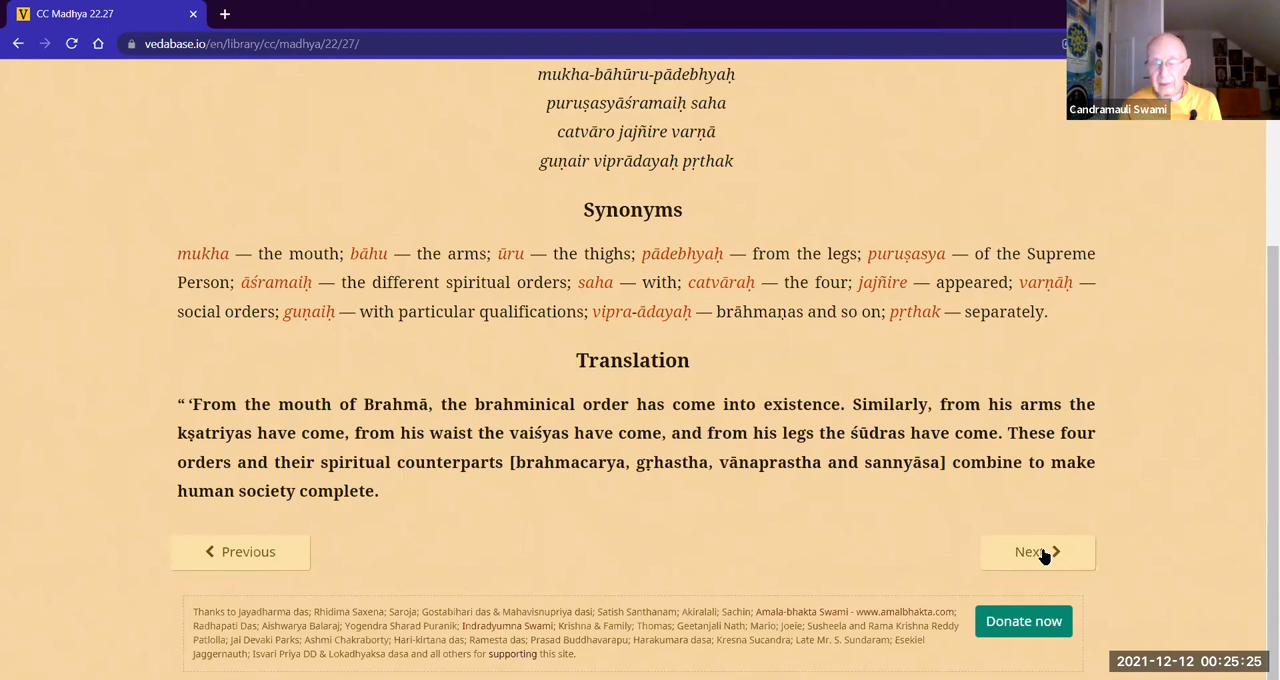 CC Madhya 22.27
vedabase.io/en/library/cc/madhya/22/27/
Candramauli Swami
mukha-bāhūru-pādebhyaḥ
puruṣasyāśramaiḥ saha
catvāro jajñire varṇā
guṇair viprādayaḥ pṛthak
Synonyms
mukha — the mouth; bāhu — the arms; ūru — the thighs; pādebhyaḥ — from the legs; puruṣasya — of the Supreme
Person; āśramaiḥ — the different spiritual orders; saha — with; catvāraḥ — the four; jajñire — appeared; varṇāḥ —
social orders; guṇaiḥ — with particular qualifications; vipra-ādayaḥ — brāhmaṇas and so on; pṛthak — separately.
Translation
“ ‘From the mouth of Brahmā, the brahminical order has come into existence. Similarly, from his arms the
kṣatriyas have come, from his waist the vaiśyas have come, and from his legs the śūdras have come. These four
orders and their spiritual counterparts [brahmacarya, gṛhastha, vānaprastha and sannyāsa] combine to make
human society complete.
Previous
Next
Thanks to Jayadharma das; Rhidima Saxena; Saroja; Gostabihari das & Mahavisnupriya dasi; Satish Santhanam; Akiralali; Sachin; Amala-bhakta Swami - www.amalbhakta.com;
Radhapati Das; Aishwarya Balaraj; Yogendra Sharad Puranik; Indradyumna Swami; Krishna & Family; Thomas; Geetanjali Nath; Mario; Joeie; Susheela and Rama Krishna Reddy
Patlolla; Jai Devaki Parks; Ashmi Chakraborty; Hari-kirtana das; Ramesta das; Prasad Buddhavarapu; Harakumara dasa; Kresna Sucandra; Late Mr. S. Sundaram; Esekiel
Jaggernauth; Isvari Priya DD & Lokadhyaksa dasa and all others for supporting this site.
Donate now
2021-12-12 00:25:25